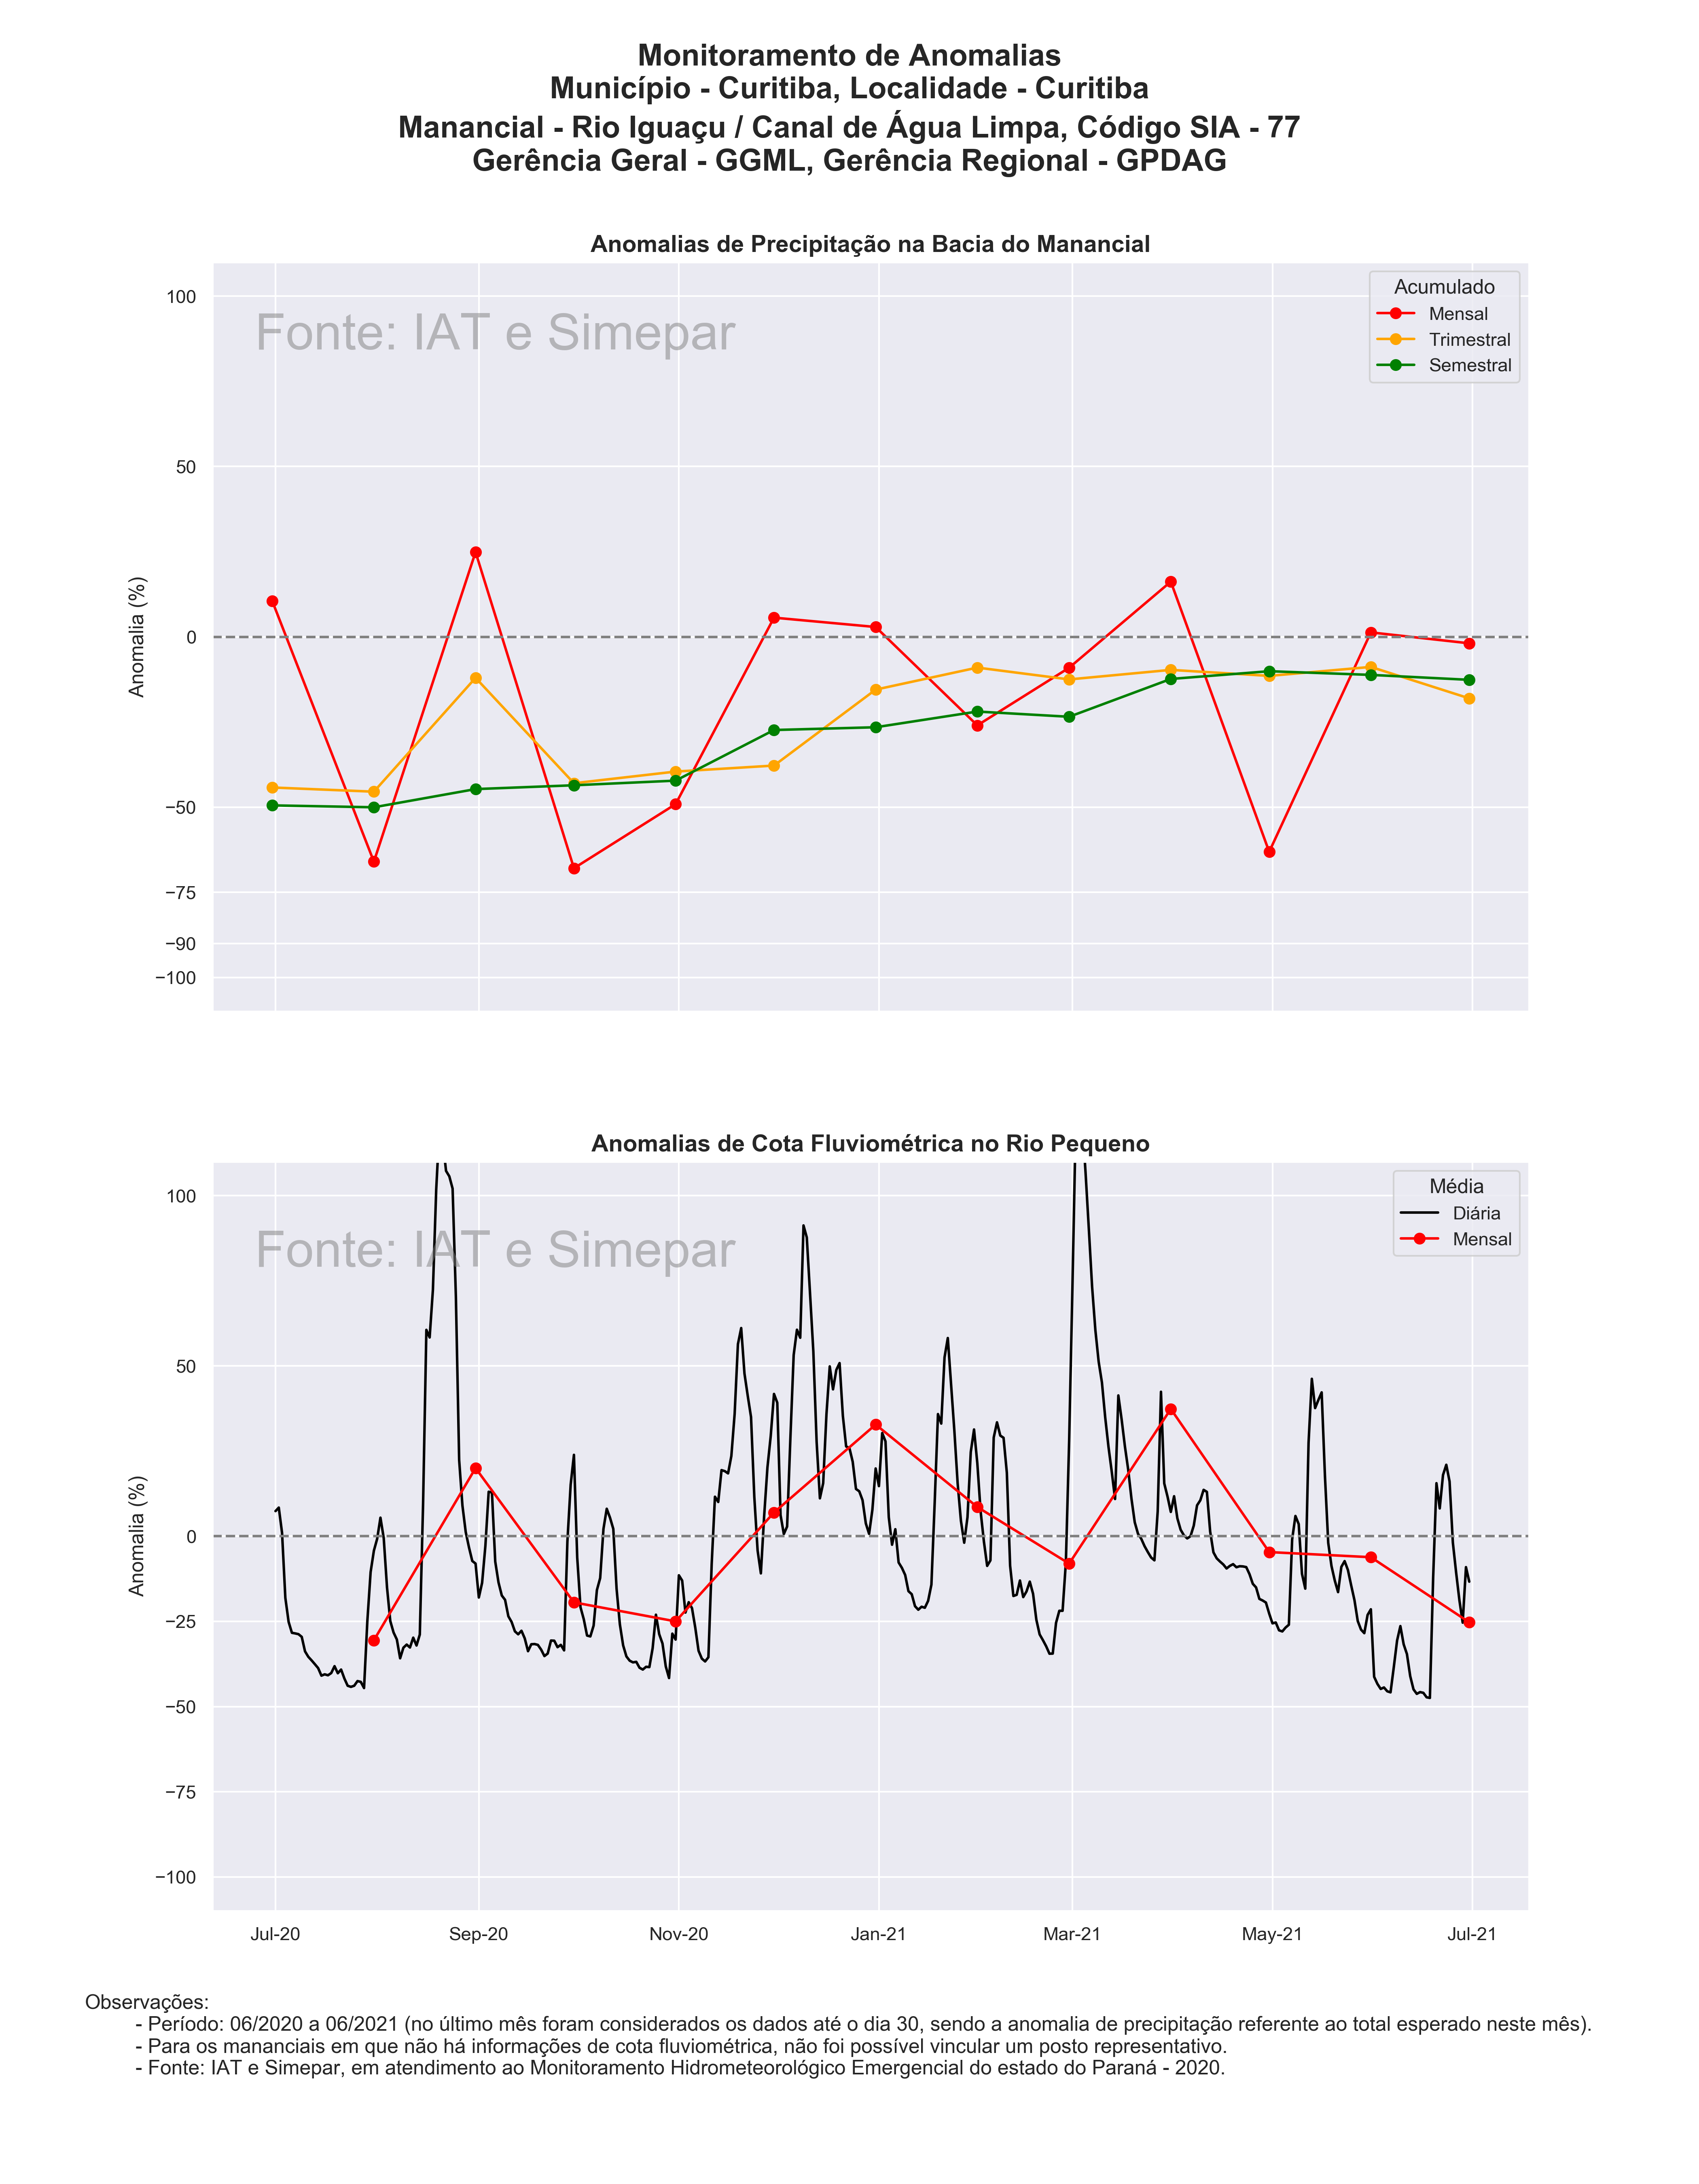 Monitoramento de Anomalias
Município - Curitiba, Localidade - Curitiba
Manancial - Rio Iguaçu / Canal de Água Limpa, Código SIA - 77
Gerência Geral - GGML, Gerência Regional - GPDAG
Anomalias de Precipitação na Bacia do Manancial
Fonte: IAT e Simepar
Acumulado
Mensal
Trimestral
Semestral
Anomalia (%)
100
50
0
−50
−75
−90
−100
Anomalias de Cota Fluviométrica no Rio Pequeno
Fonte: IAT e Simepar
Média
Diária
Mensal
Anomalia (%)
100
50
0
−25
−50
−75
−100
Jul-20 Sep-20 Nov-20 Jan-21 Mar-21 May-21 Jul-21
Observações:
- Período: 06/2020 a 06/2021 (no último mês foram considerados os dados até o dia 30, sendo a anomalia de precipitação referente ao total esperado neste mês).
- Para os mananciais em que não há informações de cota fluviométrica, não foi possível vincular um posto representativo.
- Fonte: IAT e Simepar, em atendimento ao Monitoramento Hidrometeorológico Emergencial do estado do Paraná - 2020.